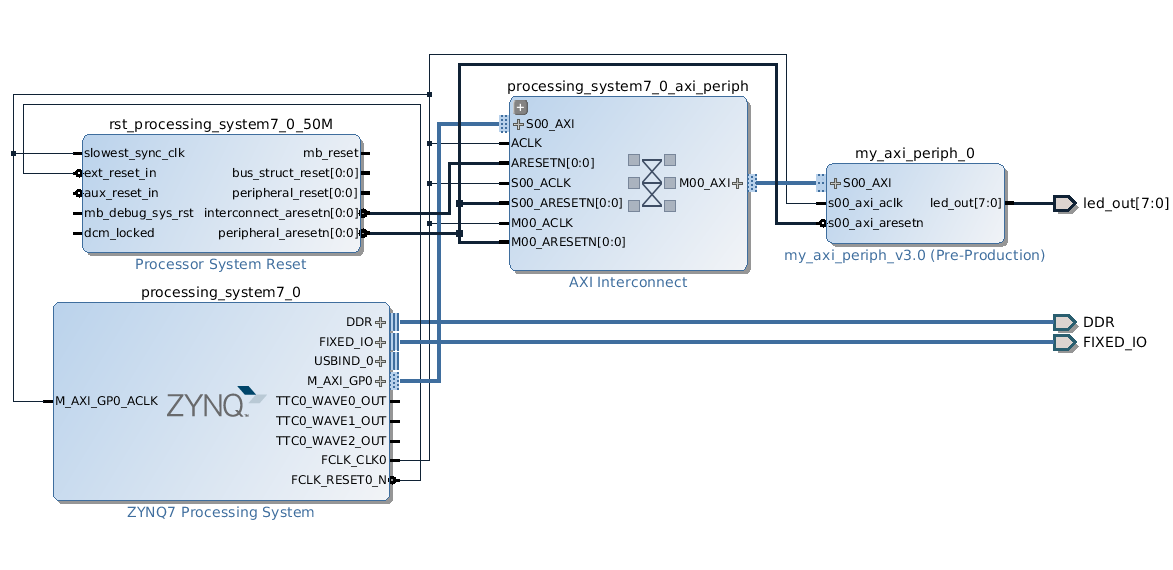 processing_system7_0_axi_periph
S00_AXI
ACLK
ARESETN[0:0]
S00_ACLK
S00_ARESETN[0:0]
M00_ACLK
M00_ARESETN[0:0]
M00_AXI
AXI Interconnect
rst_processing_system7_0_50M
slowest_sync_clk
ext_reset_in
aux_reset_in
mb_debug_sys_rst
dcm_locked
mb_reset
bus_struct_reset[0:0]
peripheral_reset[0:0]
interconnect_aresetn[0:0]
peripheral_aresetn[0:0]
Processor System Reset
my_axi_periph_0
S00_AXI
s00_axi_aclk
s00_axi_aresetn
led_out[7:0]
my_axi_periph_v3.0 (Pre-Production)
led_out[7:0]
processing_system7_0
M_AXI_GP0_ACLK
ZYNQ
DDR
FIXED_IO
USBIND_0
M_AXI_GP0
TTC0_WAVE0_OUT
TTC0_WAVE1_OUT
TTC0_WAVE2_OUT
FCLK_CLK0
FCLK_RESET0_N
ZYNQ7 Processing System
DDR
FIXED_IO